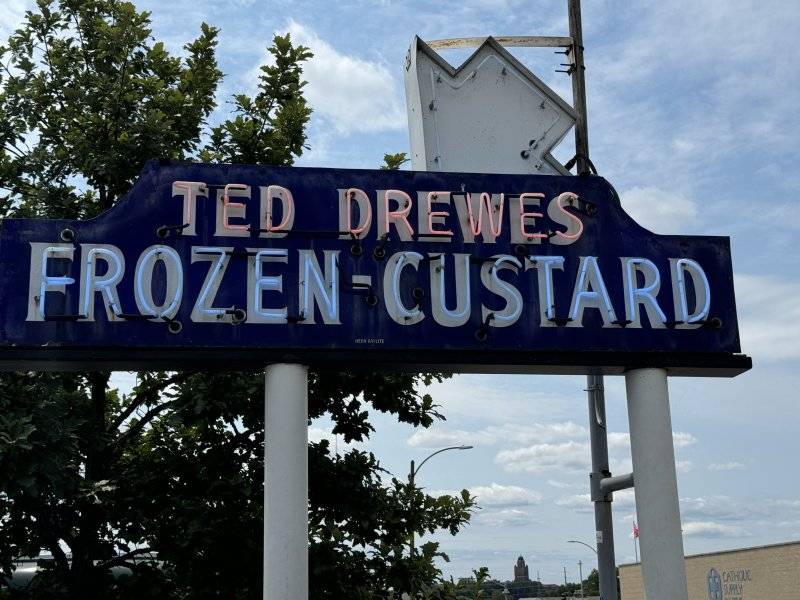 TED DREWES
FROZEN-CUSTARD
CATHOLIC
SUPPLY